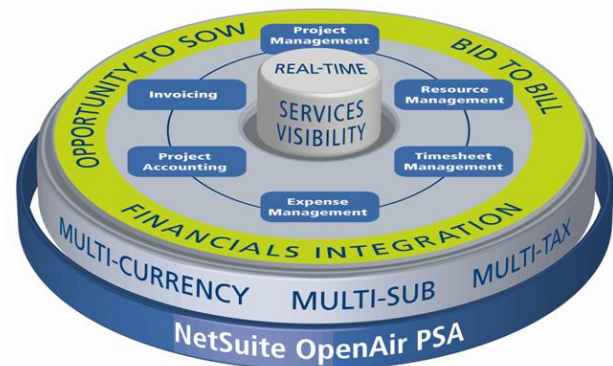 Project
Management
OPPORTUNITY TO SOW
BID TO BILL
REAL-TIME
SERVICES
VISIBILITY
Invoicing
Resource
Management
Project
Accounting
Timesheet
Management
Expense
Management
FINANCIALS INTEGRATION
MULTI-CURRENCY
MULTI-SUB
MULTI-TAX
NetSuite OpenAir PSA